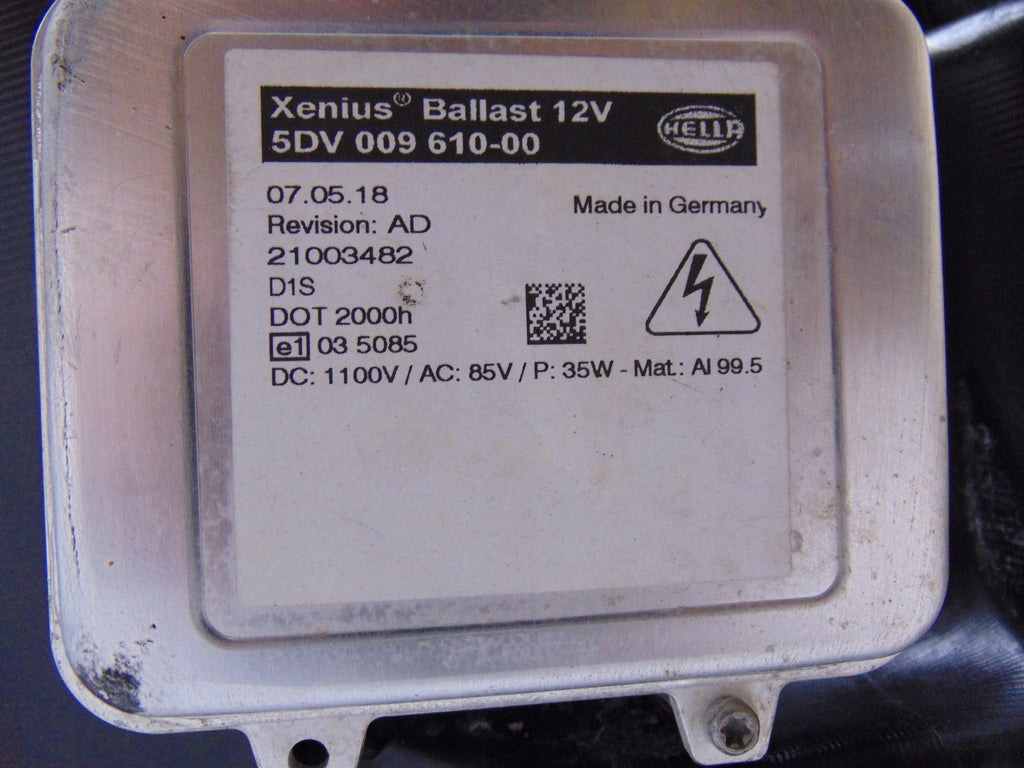 Xenius® Ballast 12V
5DV 009 610-00
HELLA
07.05.18
Made in Germany
Revision: AD
21003482
D1S
DOT 2000h
e1 03 5085
DC: 1100V / AC: 85V / P: 35W - Mat.: Al 99.5